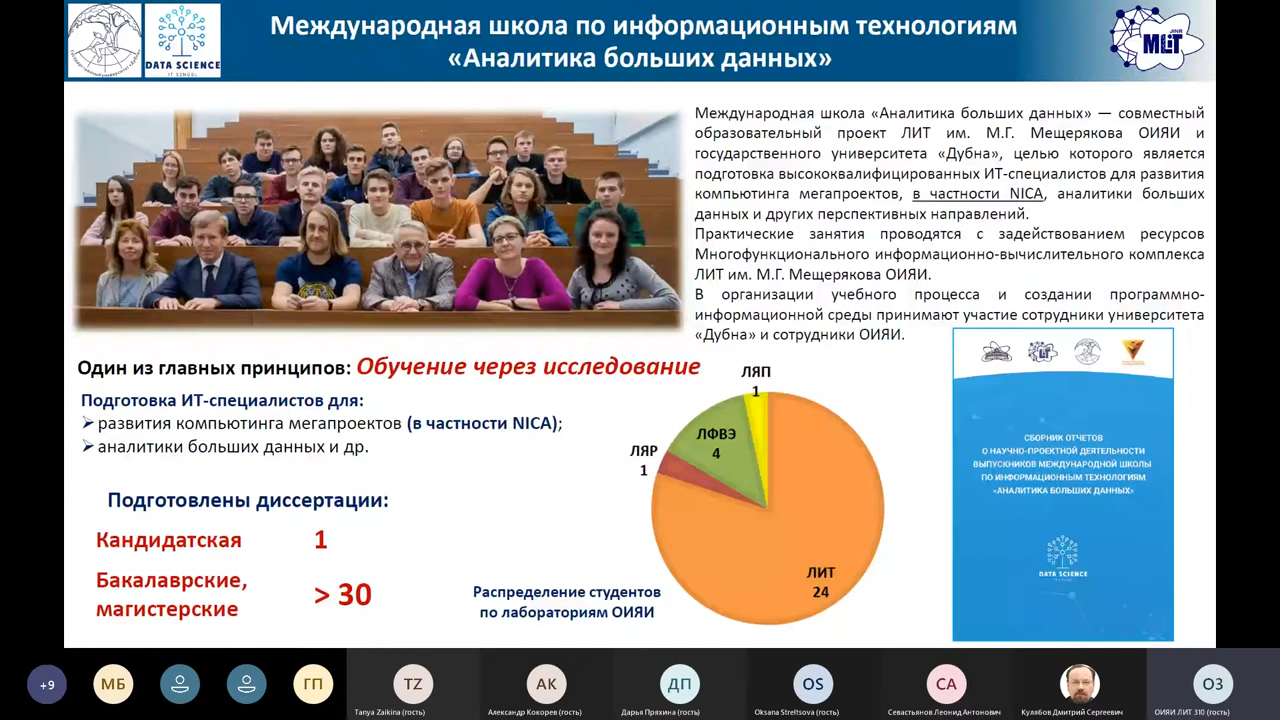 Международная школа по информационным технологиям
«Аналитика больших данных»
DATA SCIENCE
IT SCHOOL
JINR
MLIT
Международная школа «Аналитика больших данных» — совместный
образовательный проект ЛИТ им. М.Г. Мещерякова ОИЯИ и
государственного университета «Дубна», целью которого является
подготовка высококвалифицированных ИТ-специалистов для развития
компьютинга мегапроектов, в частности NICA, аналитики больших
данных и других перспективных направлений.
Практические занятия проводятся с задействованием ресурсов
Многофункционального информационно-вычислительного комплекса
ЛИТ им. М.Г. Мещерякова ОИЯИ.
В организации учебного процесса и создании программно-
информационной среды принимают участие сотрудники университета
«Дубна» и сотрудники ОИЯИ.
Один из главных принципов: Обучение через исследование
Подготовка ИТ-специалистов для:
развития компьютинга мегапроектов (в частности NICA);
аналитики больших данных и др.
Подготовлены диссертации:
Кандидатская 1
Бакалаврские,
магистерские > 30
ЛЯП
1
ЛФВЭ
4
ЛЯР
1
ЛИТ
24
Распределение студентов
по лабораториям ОИЯИ
СБОРНИК ОТЧЕТОВ
О НАУЧНО-ПРОЕКТНОЙ ДЕЯТЕЛЬНОСТИ
ВЫПУСКНИКОВ МЕЖДУНАРОДНОЙ ШКОЛЫ
ПО ИНФОРМАЦИОННЫМ ТЕХНОЛОГИЯМ
«АНАЛИТИКА БОЛЬШИХ ДАННЫХ»
DATA SCIENCE
+9
МБ
ГП
TZ
Tanya Zaikina (гость)
АК
Александр Кокорев (гость)
ДП
Дарья Пряхина (гость)
OS
Oksana Streltsova (гость)
СА
Севастьянов Леонид Антонович
Кулябов Дмитрий Сергеевич
ОЗ
ОИЯИ ЛИТ 310 (гость)